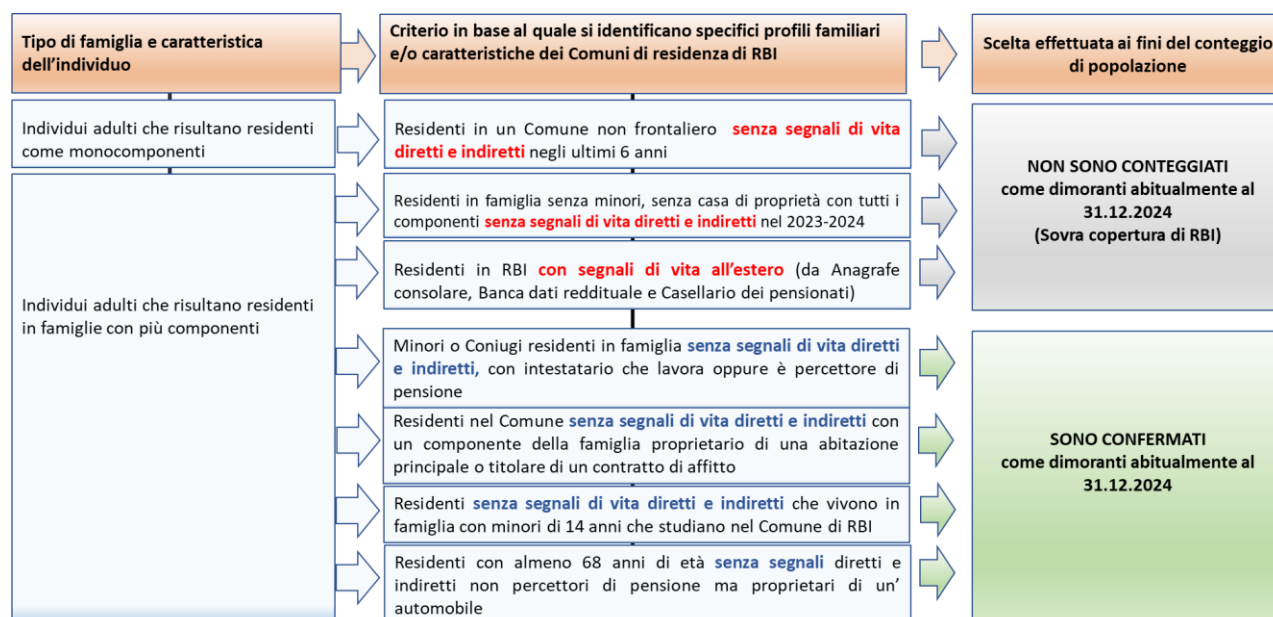 Tipo di famiglia e caratteristica
dell'individuo
Criterio in base al quale si identificano specifici profili familiari
e/o caratteristiche dei Comuni di residenza di RBI
Scelta effettuata ai fini del conteggio
di popolazione
Individui adulti che risultano residenti
come monocomponenti
Residenti in un Comune non frontaliero senza segnali di vita
diretti e indiretti negli ultimi 6 anni
Residenti in famiglia senza minori, senza casa di proprietà con tutti i
componenti senza segnali di vita diretti e indiretti nel 2023-2024
Residenti in RBI con segnali di vita all'estero (da Anagrafe
consolare, Banca dati reddituale e Casellario dei pensionati)
NON SONO CONTEGGIATI
come dimoranti abitualmente al
31.12.2024
(Sovra copertura di RBI)
Individui adulti che risultano residenti
in famiglie con più componenti
Minori o Coniugi residenti in famiglia senza segnali di vita diretti
e indiretti, con intestatario che lavora oppure è percettore di
pensione
Residenti nel Comune senza segnali di vita diretti e indiretti con
un componente della famiglia proprietario di una abitazione
principale o titolare di un contratto di affitto
Residenti senza segnali di vita diretti e indiretti che vivono in
famiglia con minori di 14 anni che studiano nel Comune di RBI
Residenti con almeno 68 anni di età senza segnali diretti e
indiretti non percettori di pensione ma proprietari di un'
automobile
SONO CONFERMATI
come dimoranti abitualmente al
31.12.2024